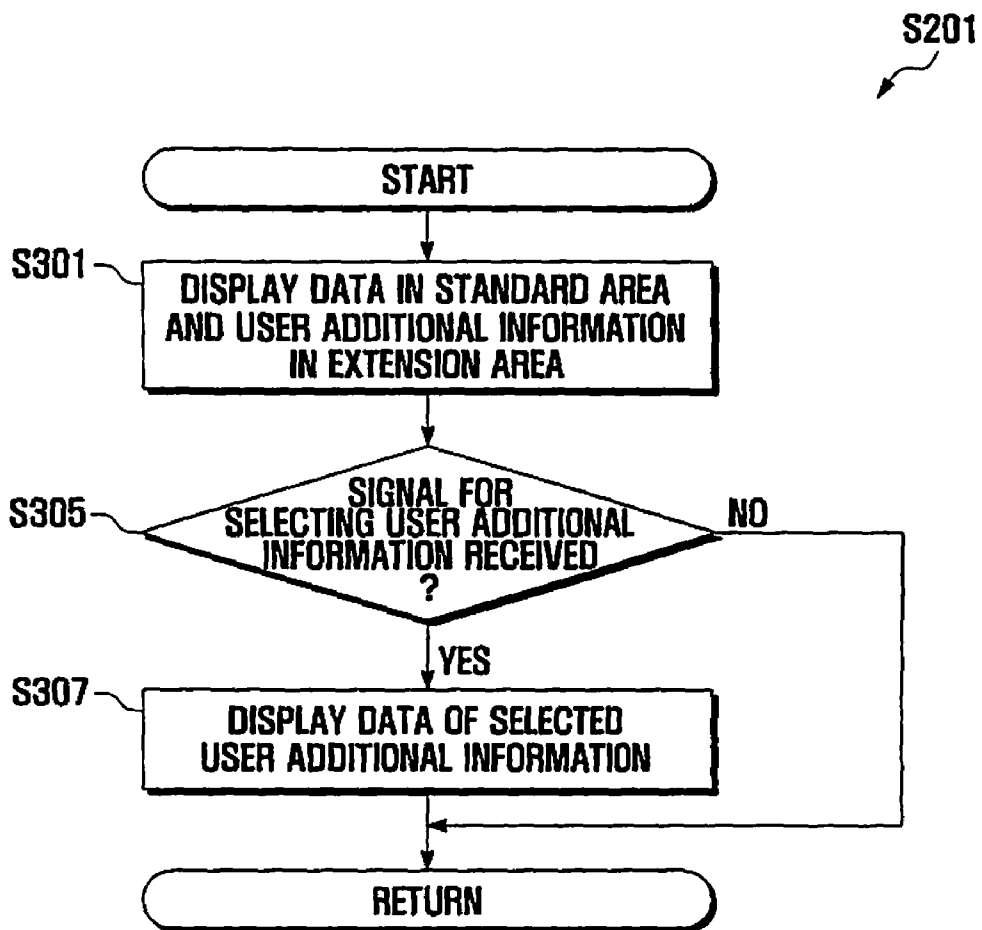 S201
START
S301
DISPLAY DATA IN STANDARD AREA
AND USER ADDITIONAL INFORMATION
IN EXTENSION AREA
S305
SIGNAL FOR
SELECTING USER ADDITIONAL
INFORMATION RECEIVED
?
NO
YES
S307
DISPLAY DATA OF SELECTED
USER ADDITIONAL INFORMATION
RETURN